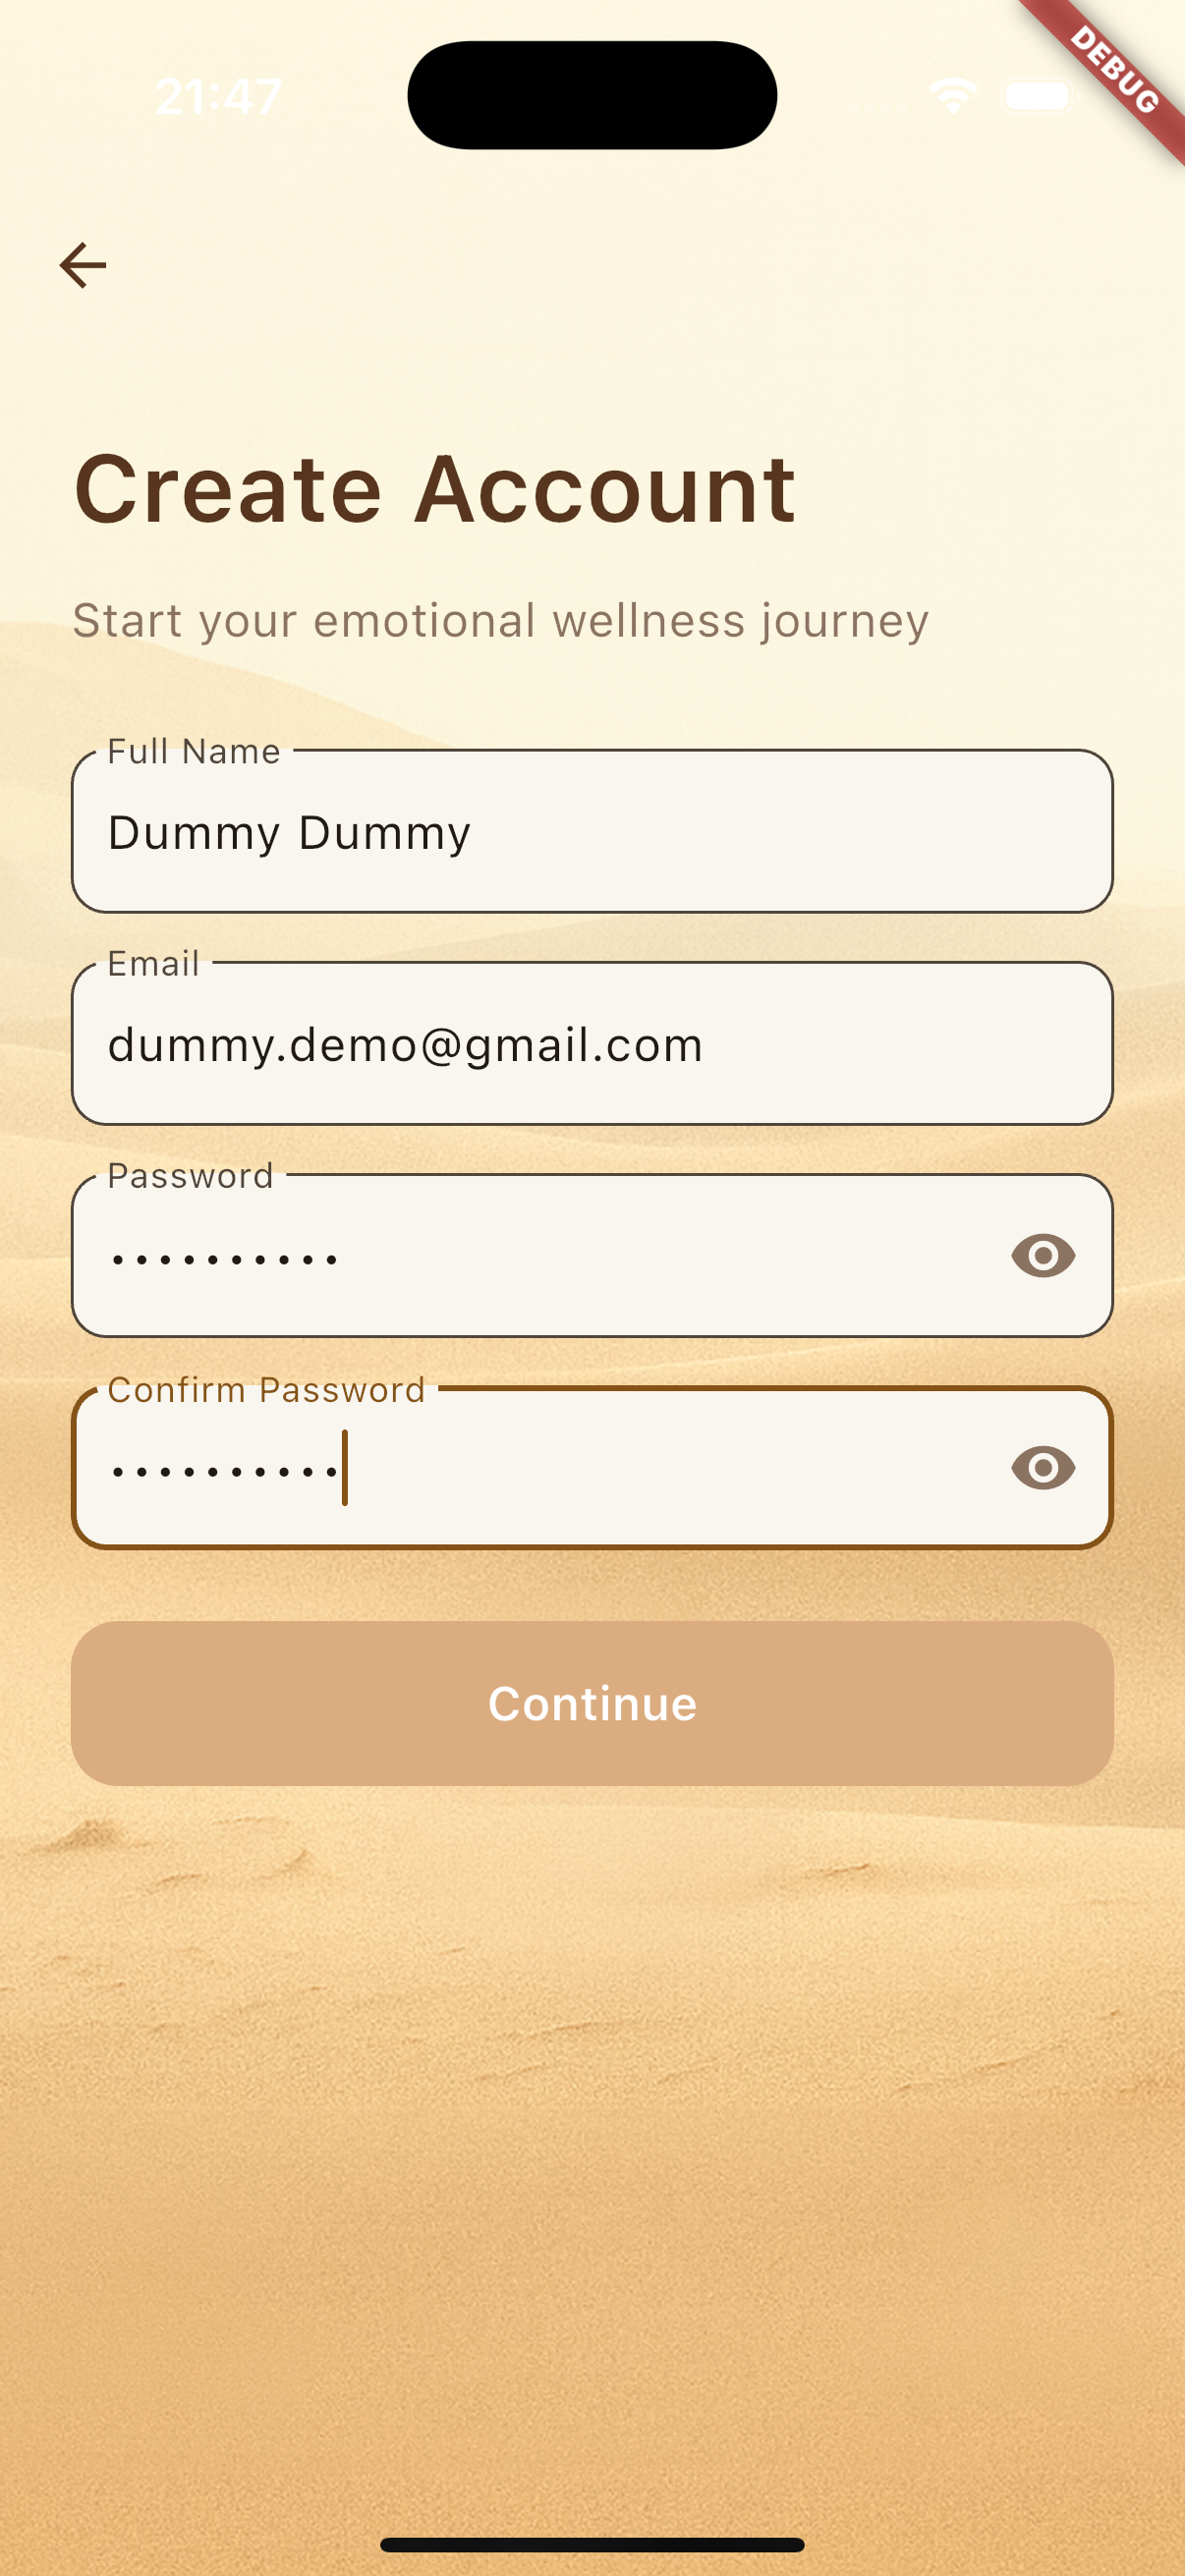 21:47
DEBUG
Create Account
Start your emotional wellness journey
Full Name
Dummy Dummy
Email
dummy.demo@gmail.com
Password
••••••••••
Confirm Password
••••••••••
Continue